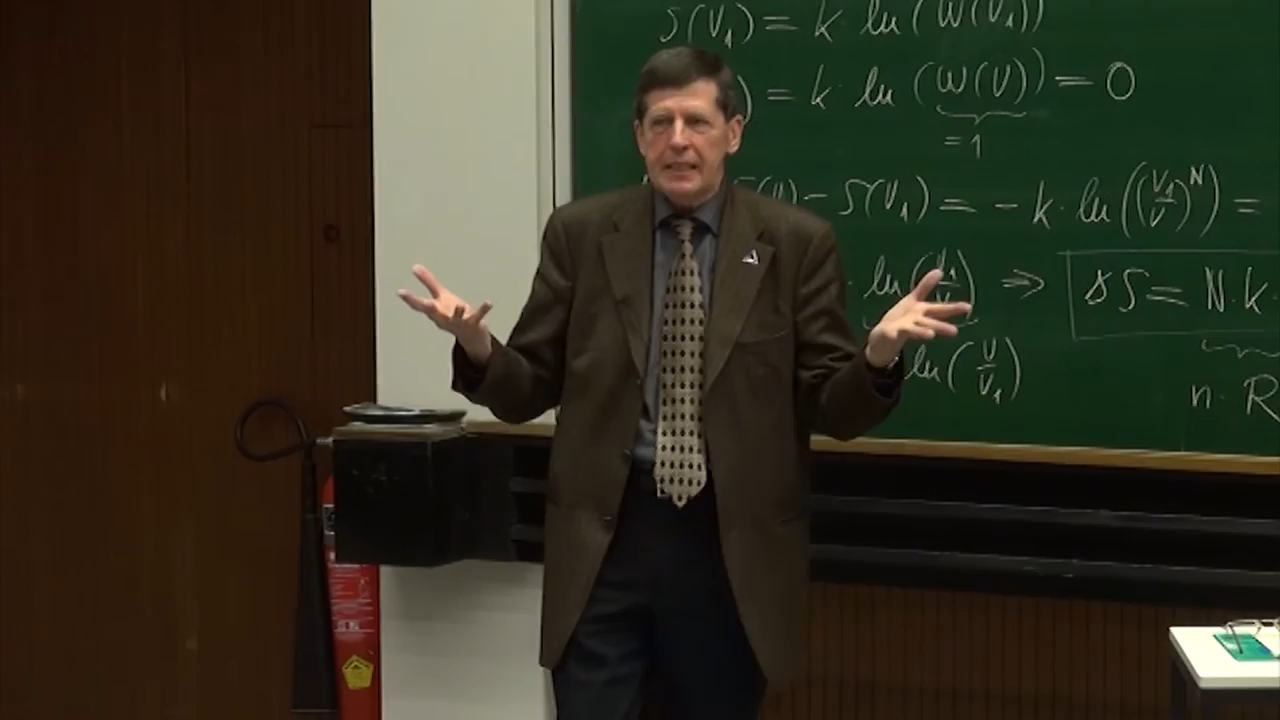 S(V₁) = k ln (W(V₁))
) = k · ln (W(V)) = 0
= 1
S(V) − S(V₁) = − k · ln((V₁/V)ᴺ) =
· ln(V₁/V) ⇒ ΔS = N · k ·
ln(V/V₁) n · R